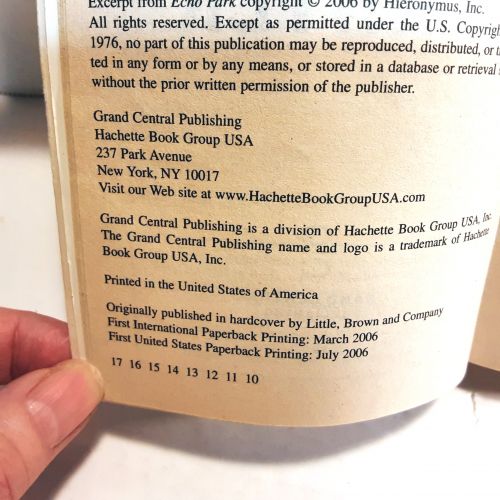 Excerpt from Echo Park copyright © 2006 by Hieronymus, Inc.
All rights reserved. Except as permitted under the U.S.
1976, no part of this publication may be reproduced, distributed, or
ted in any form or by any means, or stored in a database or retrieval
without the prior written permission of the publisher.
Grand Central Publishing
Hachette Book Group USA
237 Park Avenue
New York, NY 10017
Visit our Web site at www.HachetteBookGroupUSA.com
Grand Central Publishing is a division of Hachette Book Group USA, Inc
The Grand Central Publishing name and logo is a trademark of Hachette
Book Group USA, Inc.
Printed in the United States of America
Originally published in hardcover by Little, Brown and Company
First International Paperback Printing: March 2006
First United States Paperback Printing: July 2006
17 16 15 14 13 12 11 10